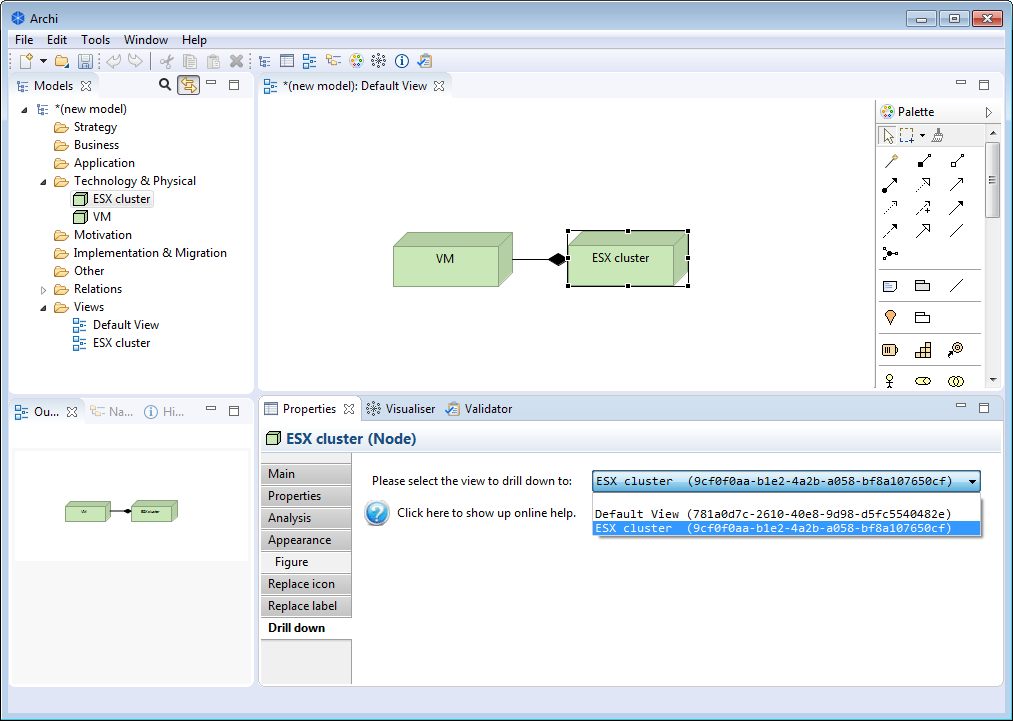 Archi
File Edit Tools Window Help
Models
*(new model)
Strategy
Business
Application
Technology & Physical
ESX cluster
VM
Motivation
Implementation & Migration
Other
Relations
Views
Default View
ESX cluster
*(new model): Default View
VM
ESX cluster
Palette
Ou... Na... Hi...
VM
ESX cluster
Properties Visualiser Validator
ESX cluster (Node)
Main
Properties
Analysis
Appearance
Figure
Replace icon
Replace label
Drill down
Please select the view to drill down to:
ESX cluster (9cf0f0aa-b1e2-4a2b-a058-bf8a107650cf)
Click here to show up online help.
Default View (781a0d7c-2610-40e8-9d98-d5fc5540482e)
ESX cluster (9cf0f0aa-b1e2-4a2b-a058-bf8a107650cf)